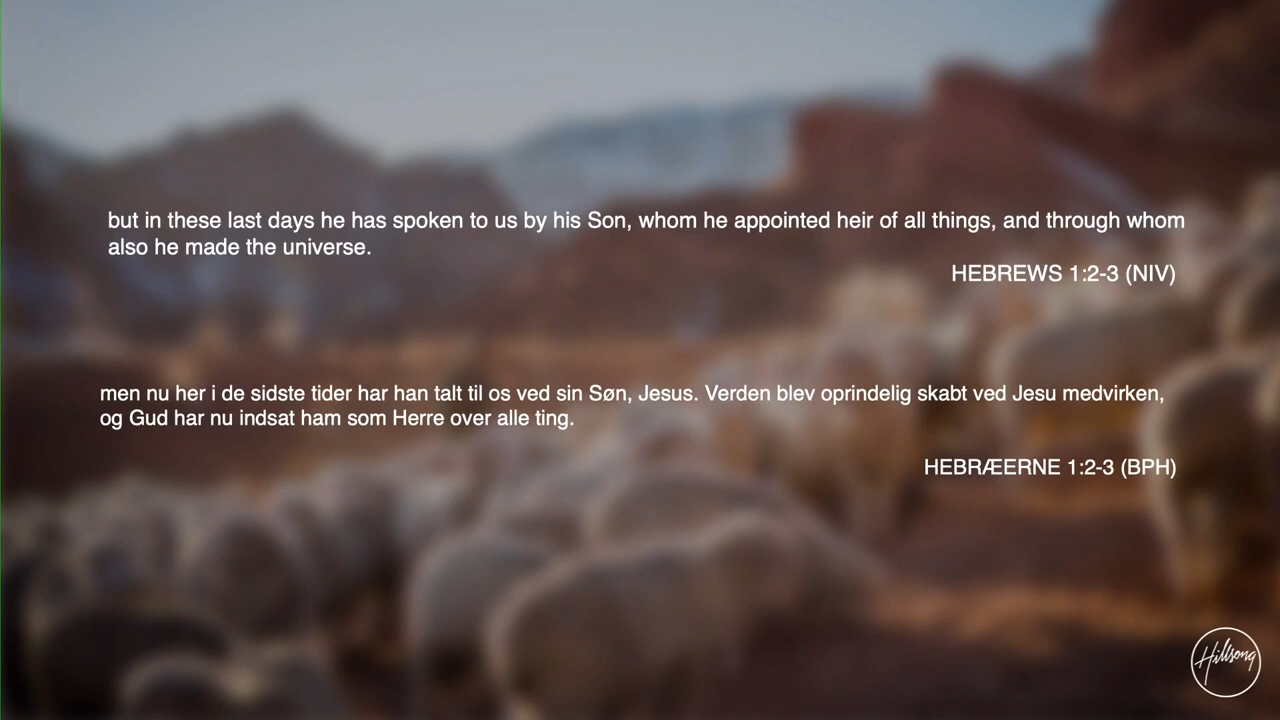 but in these last days he has spoken to us by his Son, whom he appointed heir of all things, and through whom
also he made the universe.
HEBREWS 1:2-3 (NIV)
men nu her i de sidste tider har han talt til os ved sin Søn, Jesus. Verden blev oprindelig skabt ved Jesu medvirken,
og Gud har nu indsat ham som Herre over alle ting.
HEBRÆERNE 1:2-3 (BPH)
Hillsong